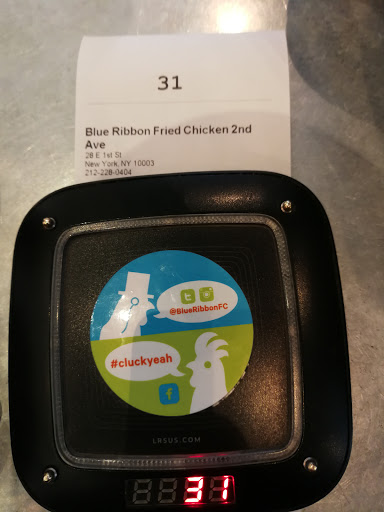 31
Blue Ribbon Fried Chicken 2nd
Ave
28 E 1st St
New York, NY 10003
212-228-0404
@BlueRibbonFC
#cluckyeah
LRSUS.COM
31